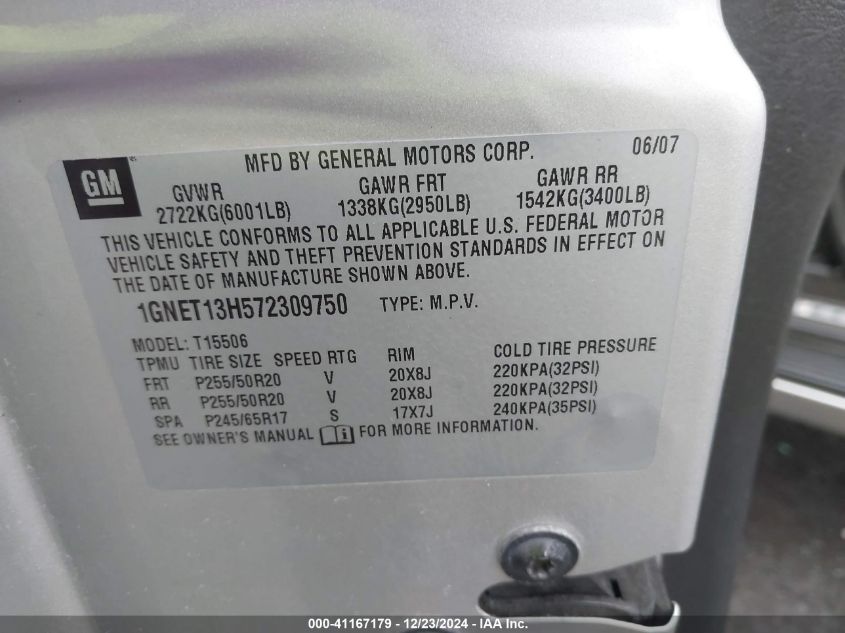 GM
MFD BY GENERAL MOTORS CORP. 06/07
GVWR GAWR FRT GAWR RR
2722KG(6001LB) 1338KG(2950LB) 1542KG(3400LB)
THIS VEHICLE CONFORMS TO ALL APPLICABLE U.S. FEDERAL MOTOR
VEHICLE SAFETY AND THEFT PREVENTION STANDARDS IN EFFECT ON
THE DATE OF MANUFACTURE SHOWN ABOVE.
1GNET13H572309750 TYPE: M.P.V.
MODEL: T15506
TPMU TIRE SIZE SPEED RTG RIM COLD TIRE PRESSURE
FRT P255/50R20 V 20X8J 220KPA(32PSI)
RR P255/50R20 V 20X8J 220KPA(32PSI)
SPA P245/65R17 S 17X7J 240KPA(35PSI)
SEE OWNER'S MANUAL FOR MORE INFORMATION.
000-41167179 - 12/23/2024 - IAA Inc.